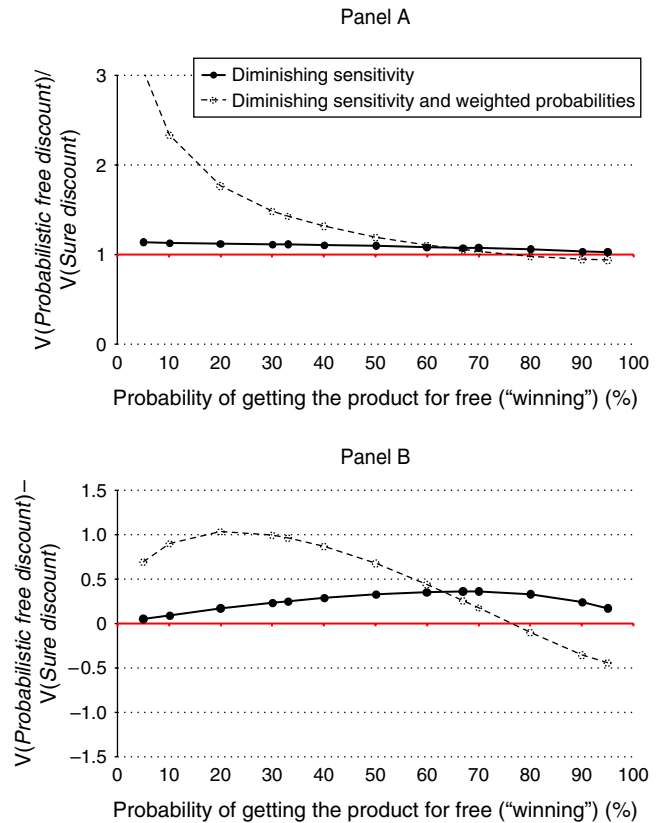 Panel A
V(Probabilistic free discount)/
V(Sure discount)
3
2
1
0
Diminishing sensitivity
Diminishing sensitivity and weighted probabilities
0 10 20 30 40 50 60 70 80 90 100
Probability of getting the product for free (“winning”) (%)
Panel B
V(Probabilistic free discount)−
V(Sure discount)
1.5
1.0
0.5
0
−0.5
−1.0
−1.5
0 10 20 30 40 50 60 70 80 90 100
Probability of getting the product for free (“winning”) (%)